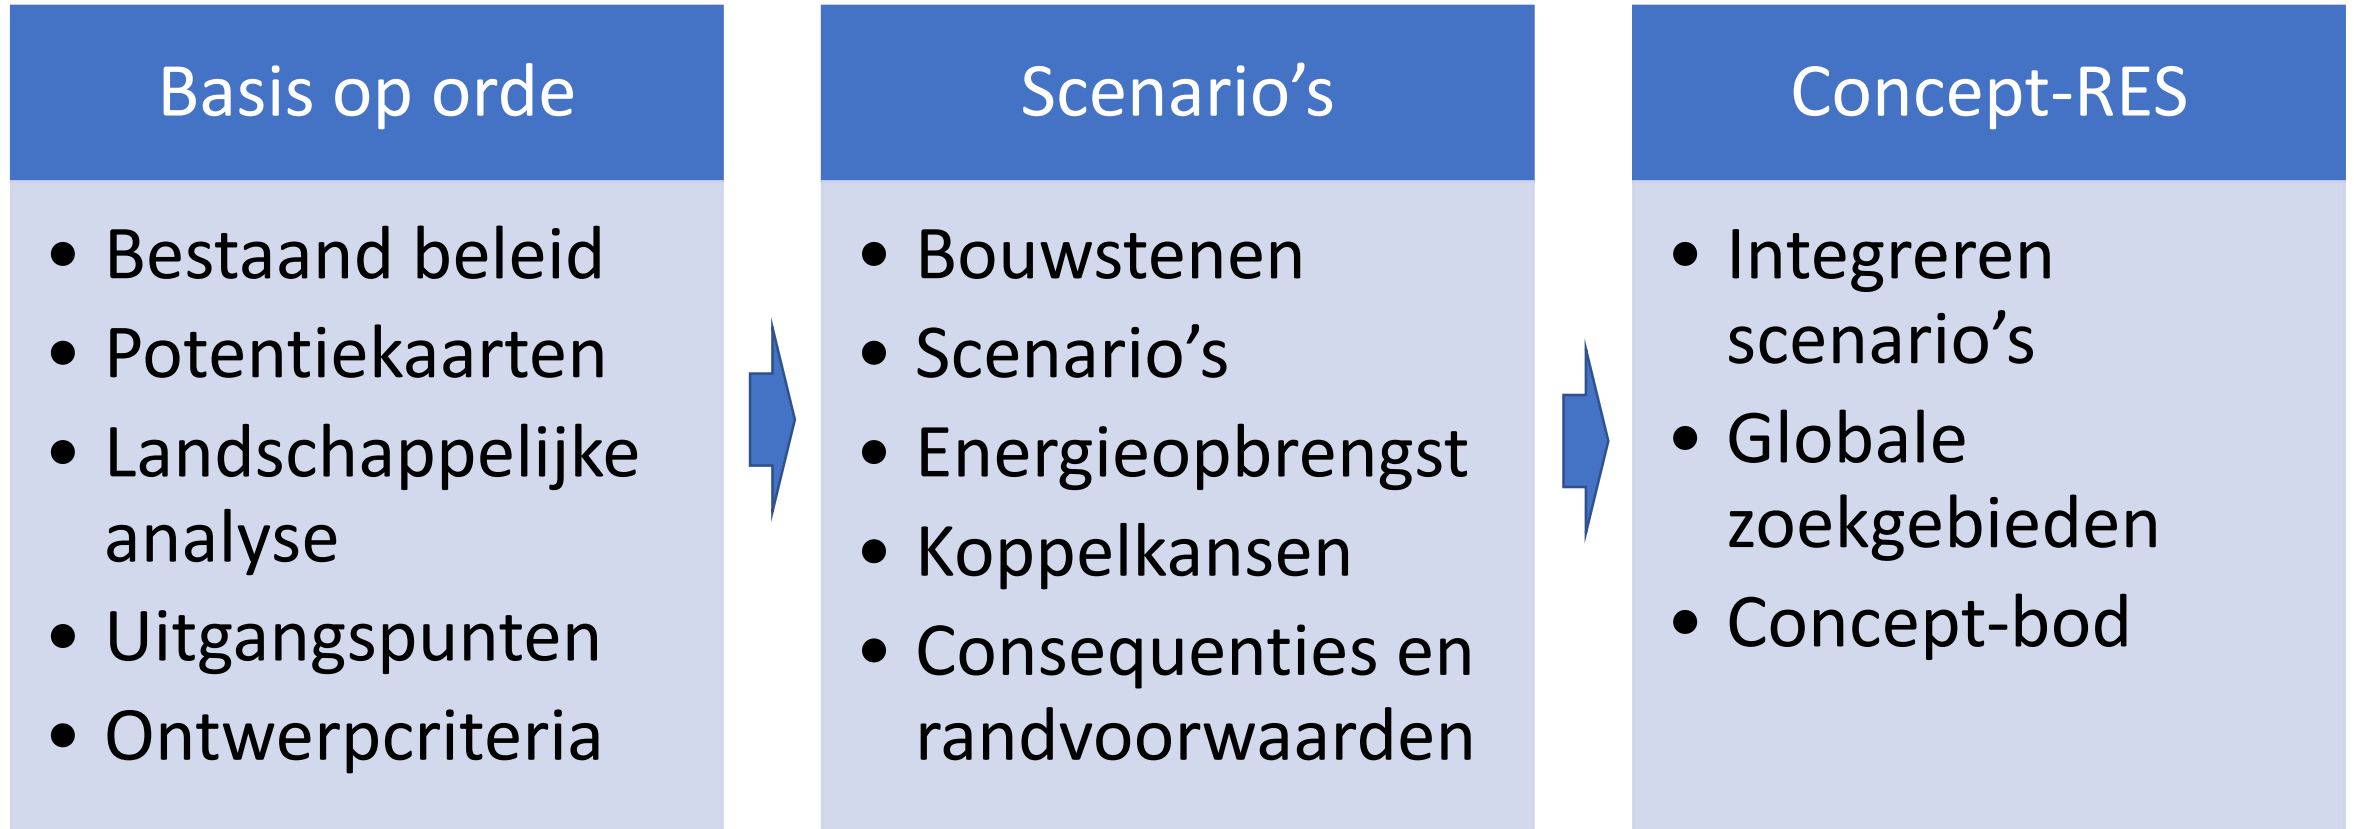 Basis op orde
• Bestaand beleid
• Potentiekaarten
• Landschappelijke
analyse
• Uitgangspunten
• Ontwerpcriteria
Scenario’s
• Bouwstenen
• Scenario’s
• Energieopbrengst
• Koppelkansen
• Consequenties en
randvoorwaarden
Concept-RES
• Integreren
scenario’s
• Globale
zoekgebieden
• Concept-bod